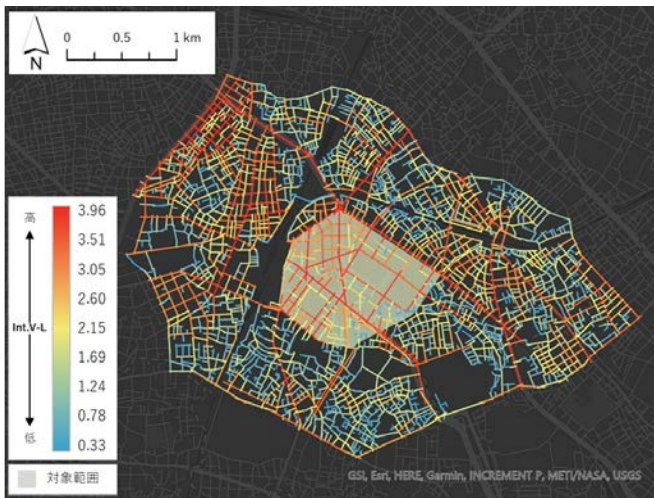 0 0.5 1 km
N
高
Int.V-L
低
3.96
3.51
3.05
2.60
2.15
1.69
1.24
0.78
0.33
対象範囲
GSI, Esri, HERE, Garmin, INCREMENT P, METI/NASA, USGS